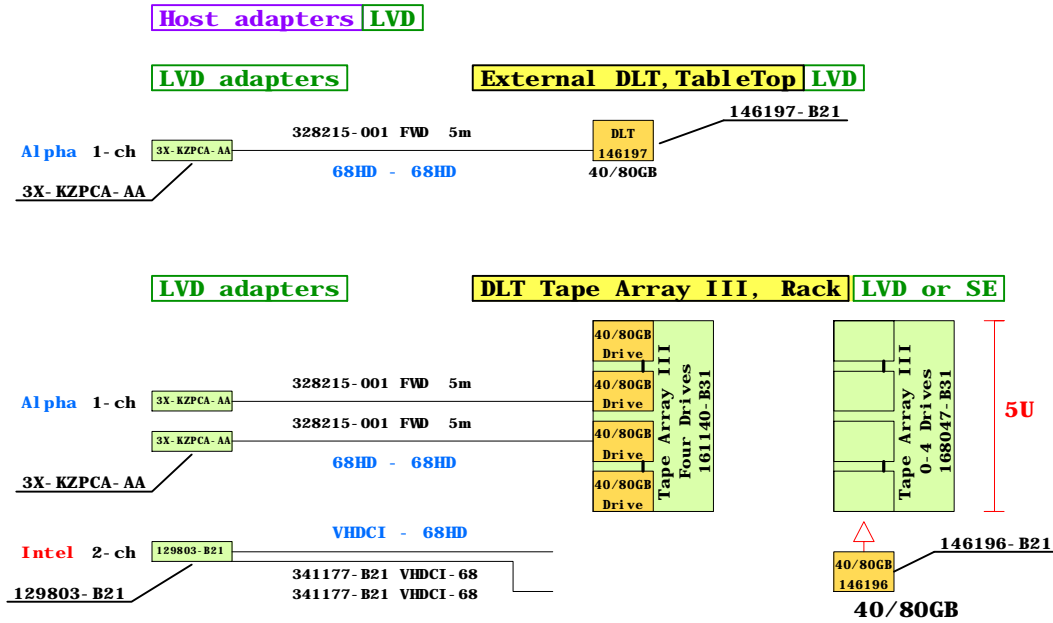 Host adapters LVD
LVD adapters
External DLT, TableTop LVD
146197-B21
328215-001 FWD 5m
DLT
146197
40/80GB
Alpha 1-ch 3X-KZPCA-AA
68HD - 68HD
3X-KZPCA-AA
LVD adapters
DLT Tape Array III, Rack LVD or SE
40/80GB
Drive
40/80GB
Drive
40/80GB
Drive
40/80GB
Drive
Tape Array III
Four Drives
161140-B31
Tape Array III
0-4 Drives
168047-B31
5U
328215-001 FWD 5m
Alpha 1-ch 3X-KZPCA-AA
328215-001 FWD 5m
3X-KZPCA-AA
68HD - 68HD
3X-KZPCA-AA
VHDCI - 68HD
Intel 2-ch 129803-B21
341177-B21 VHDCI-68
341177-B21 VHDCI-68
129803-B21
146196-B21
40/80GB
146196
40/80GB